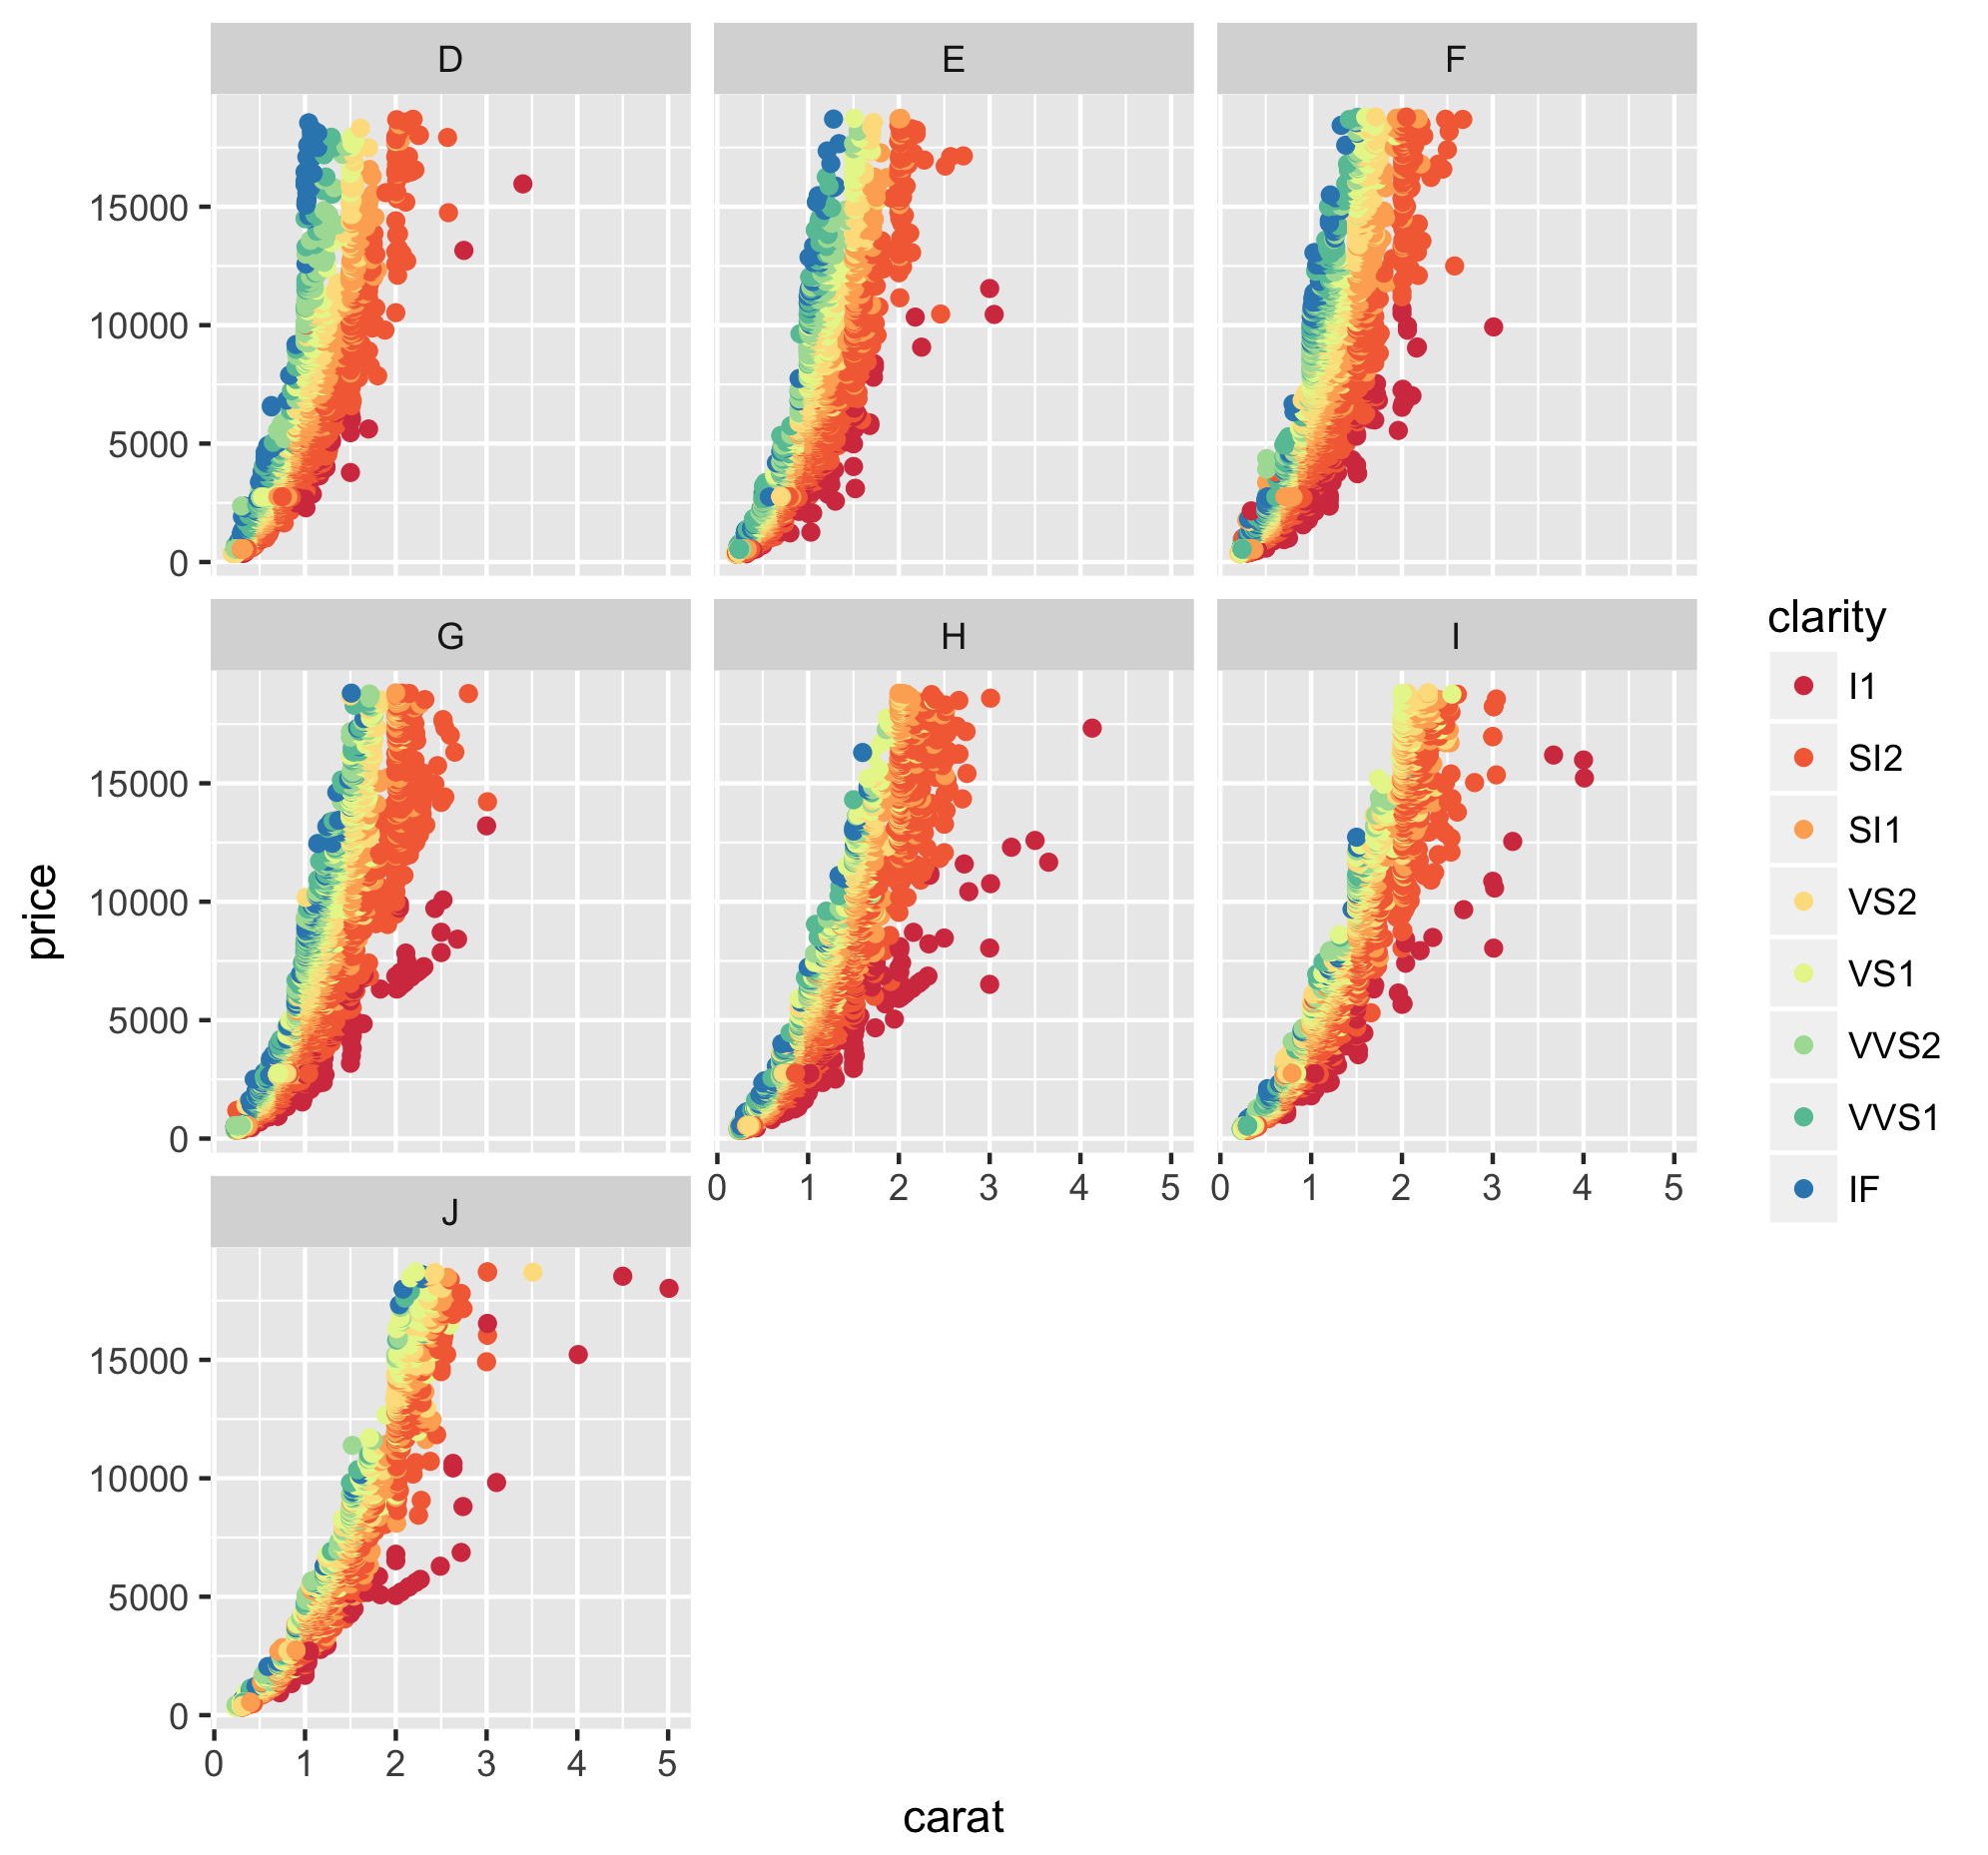 D E F
15000
10000
5000
0
G H I
15000
10000
5000
0
0 1 2 3 4 5 0 1 2 3 4 5
J
15000
10000
5000
0
0 1 2 3 4 5
carat
price
clarity
I1
SI2
SI1
VS2
VS1
VVS2
VVS1
IF